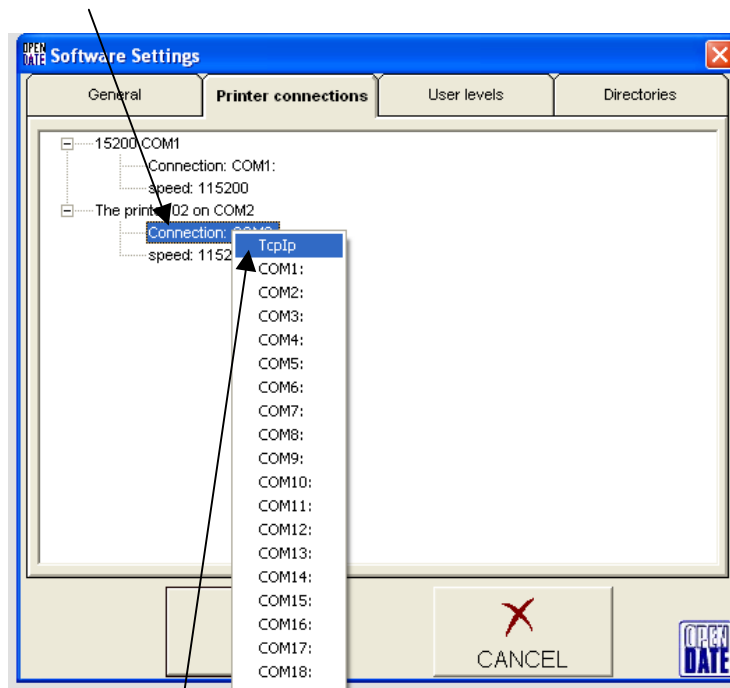 OPEN
DATE
Software Settings
General
Printer connections
User levels
Directories
15200 COM1
Connection: COM1:
speed: 115200
The printer 02 on COM2
Connection:
speed: 1152
TcpIp
COM1:
COM2:
COM3:
COM4:
COM5:
COM6:
COM7:
COM8:
COM9:
COM10:
COM11:
COM12:
COM13:
COM14:
COM15:
COM16:
COM17:
COM18:
CANCEL
OPEN
DATE